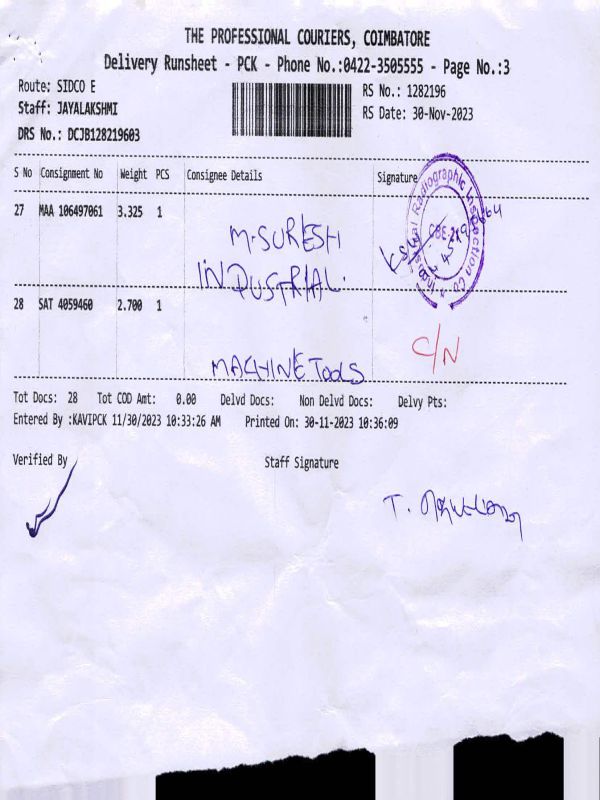 THE PROFESSIONAL COURIERS, COIMBATORE
Delivery Runsheet - PCK - Phone No.:0422-3505555 - Page No.:3
Route: SIDCO E
RS No.: 1282196
Staff: JAYALAKSHMI
RS Date: 30-Nov-2023
DRS No.: DCJB128219603
S No Consignment No Weight PCS Consignee Details Signature
27 MAA 106497061 3.325 1
M.SURESH
INDUSTRIAL.
Industrial Radiographic Inspection Co
28 SAT 4059460 2.700 1
C/N
MACHINE TOOLS
Tot Docs: 28 Tot COD Amt: 0.00 Delvd Docs: Non Delvd Docs: Delvy Pts:
Entered By :KAVIPCK 11/30/2023 10:33:26 AM Printed On: 30-11-2023 10:36:09
Verified By Staff Signature